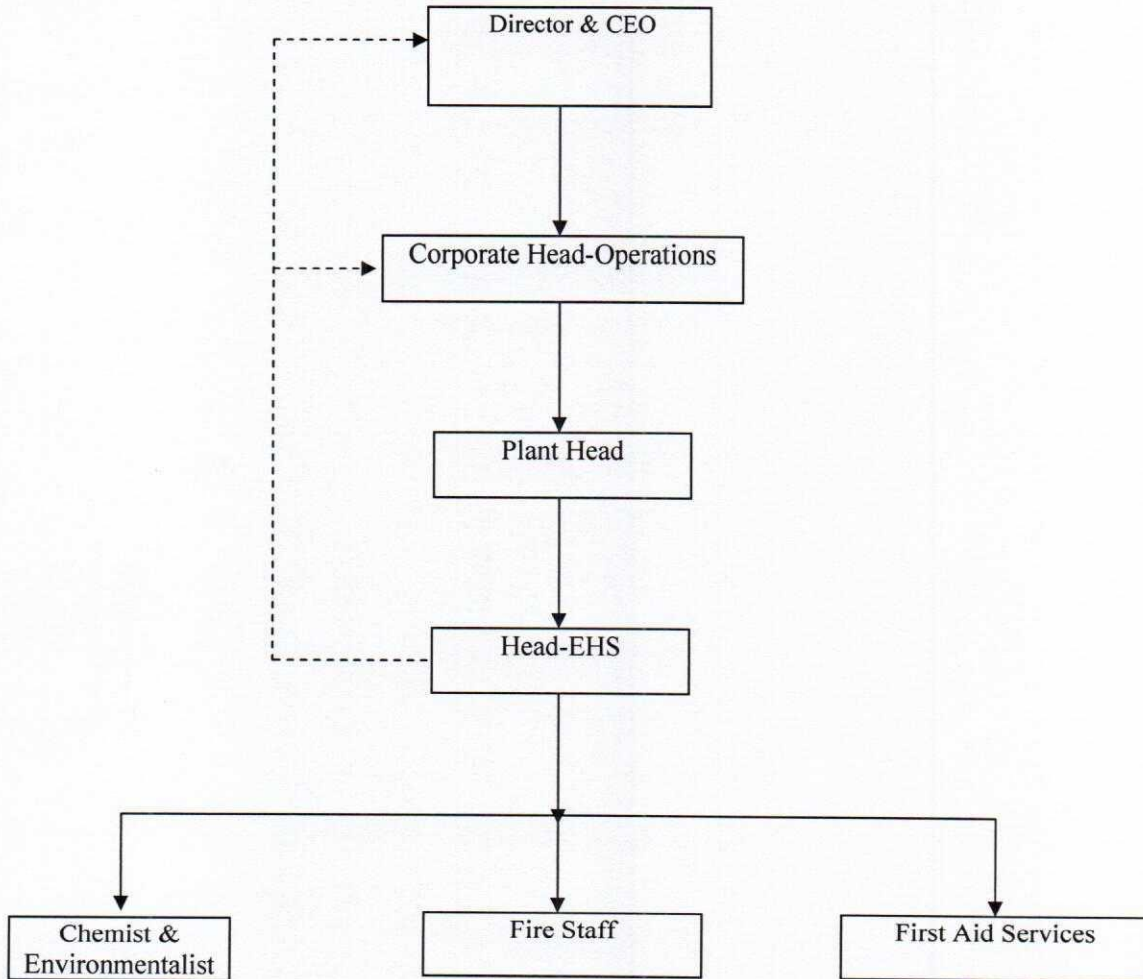 Director & CEO
Corporate Head-Operations
Plant Head
Head-EHS
Chemist &
Environmentalist
Fire Staff
First Aid Services